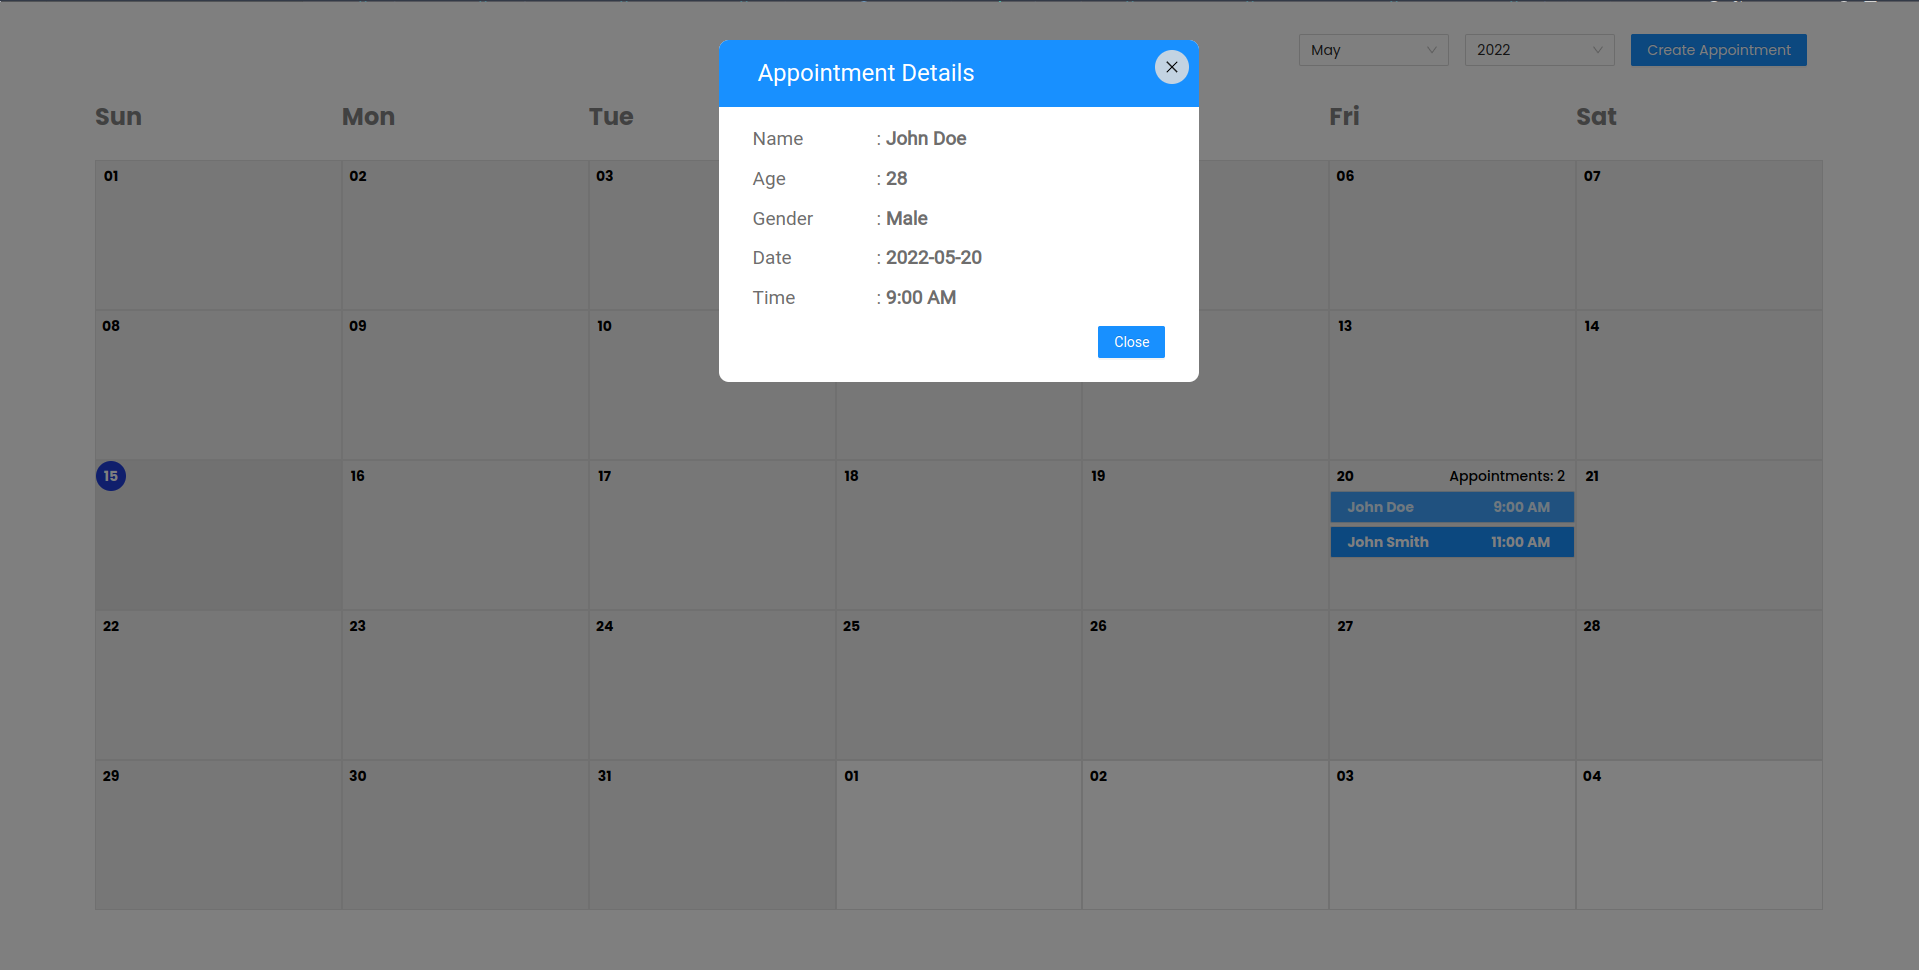 May
2022
Create Appointment
Appointment Details
Sun Mon Tue Fri Sat
Name : John Doe
Age : 28
Gender : Male
Date : 2022-05-20
Time : 9:00 AM
Close
01 02 03 06 07
08 09 10 13 14
15 16 17 18 19 20 Appointments: 2 21
John Doe 9:00 AM
John Smith 11:00 AM
22 23 24 25 26 27 28
29 30 31 01 02 03 04